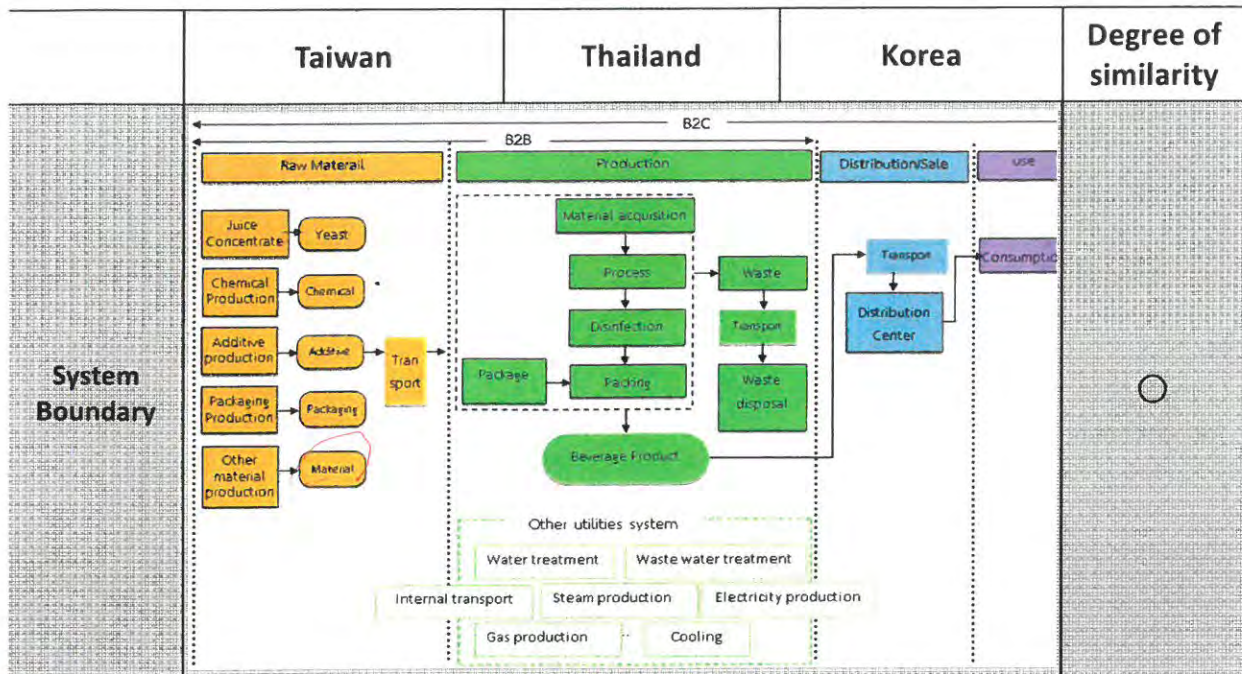 Taiwan
Thailand
Korea
Degree of
similarity
System
Boundary
B2C
B2B
Raw Materail
Production
Distribution/Sale
use
Juice
Concentrate
Yeast
Chemical
Production
Chemical
Additive
production
Additive
Tran
sport
Packaging
Production
Packaging
Other
material
production
Material
Material acquisition
Process
Disinfection
Package
Packing
Beverage Product
Waste
Transport
Waste
disposal
Transport
Distribution
Center
Consumptio
Other utilities system
Water treatment
Waste water treatment
Internal transport
Steam production
Electricity production
Gas production
Cooling